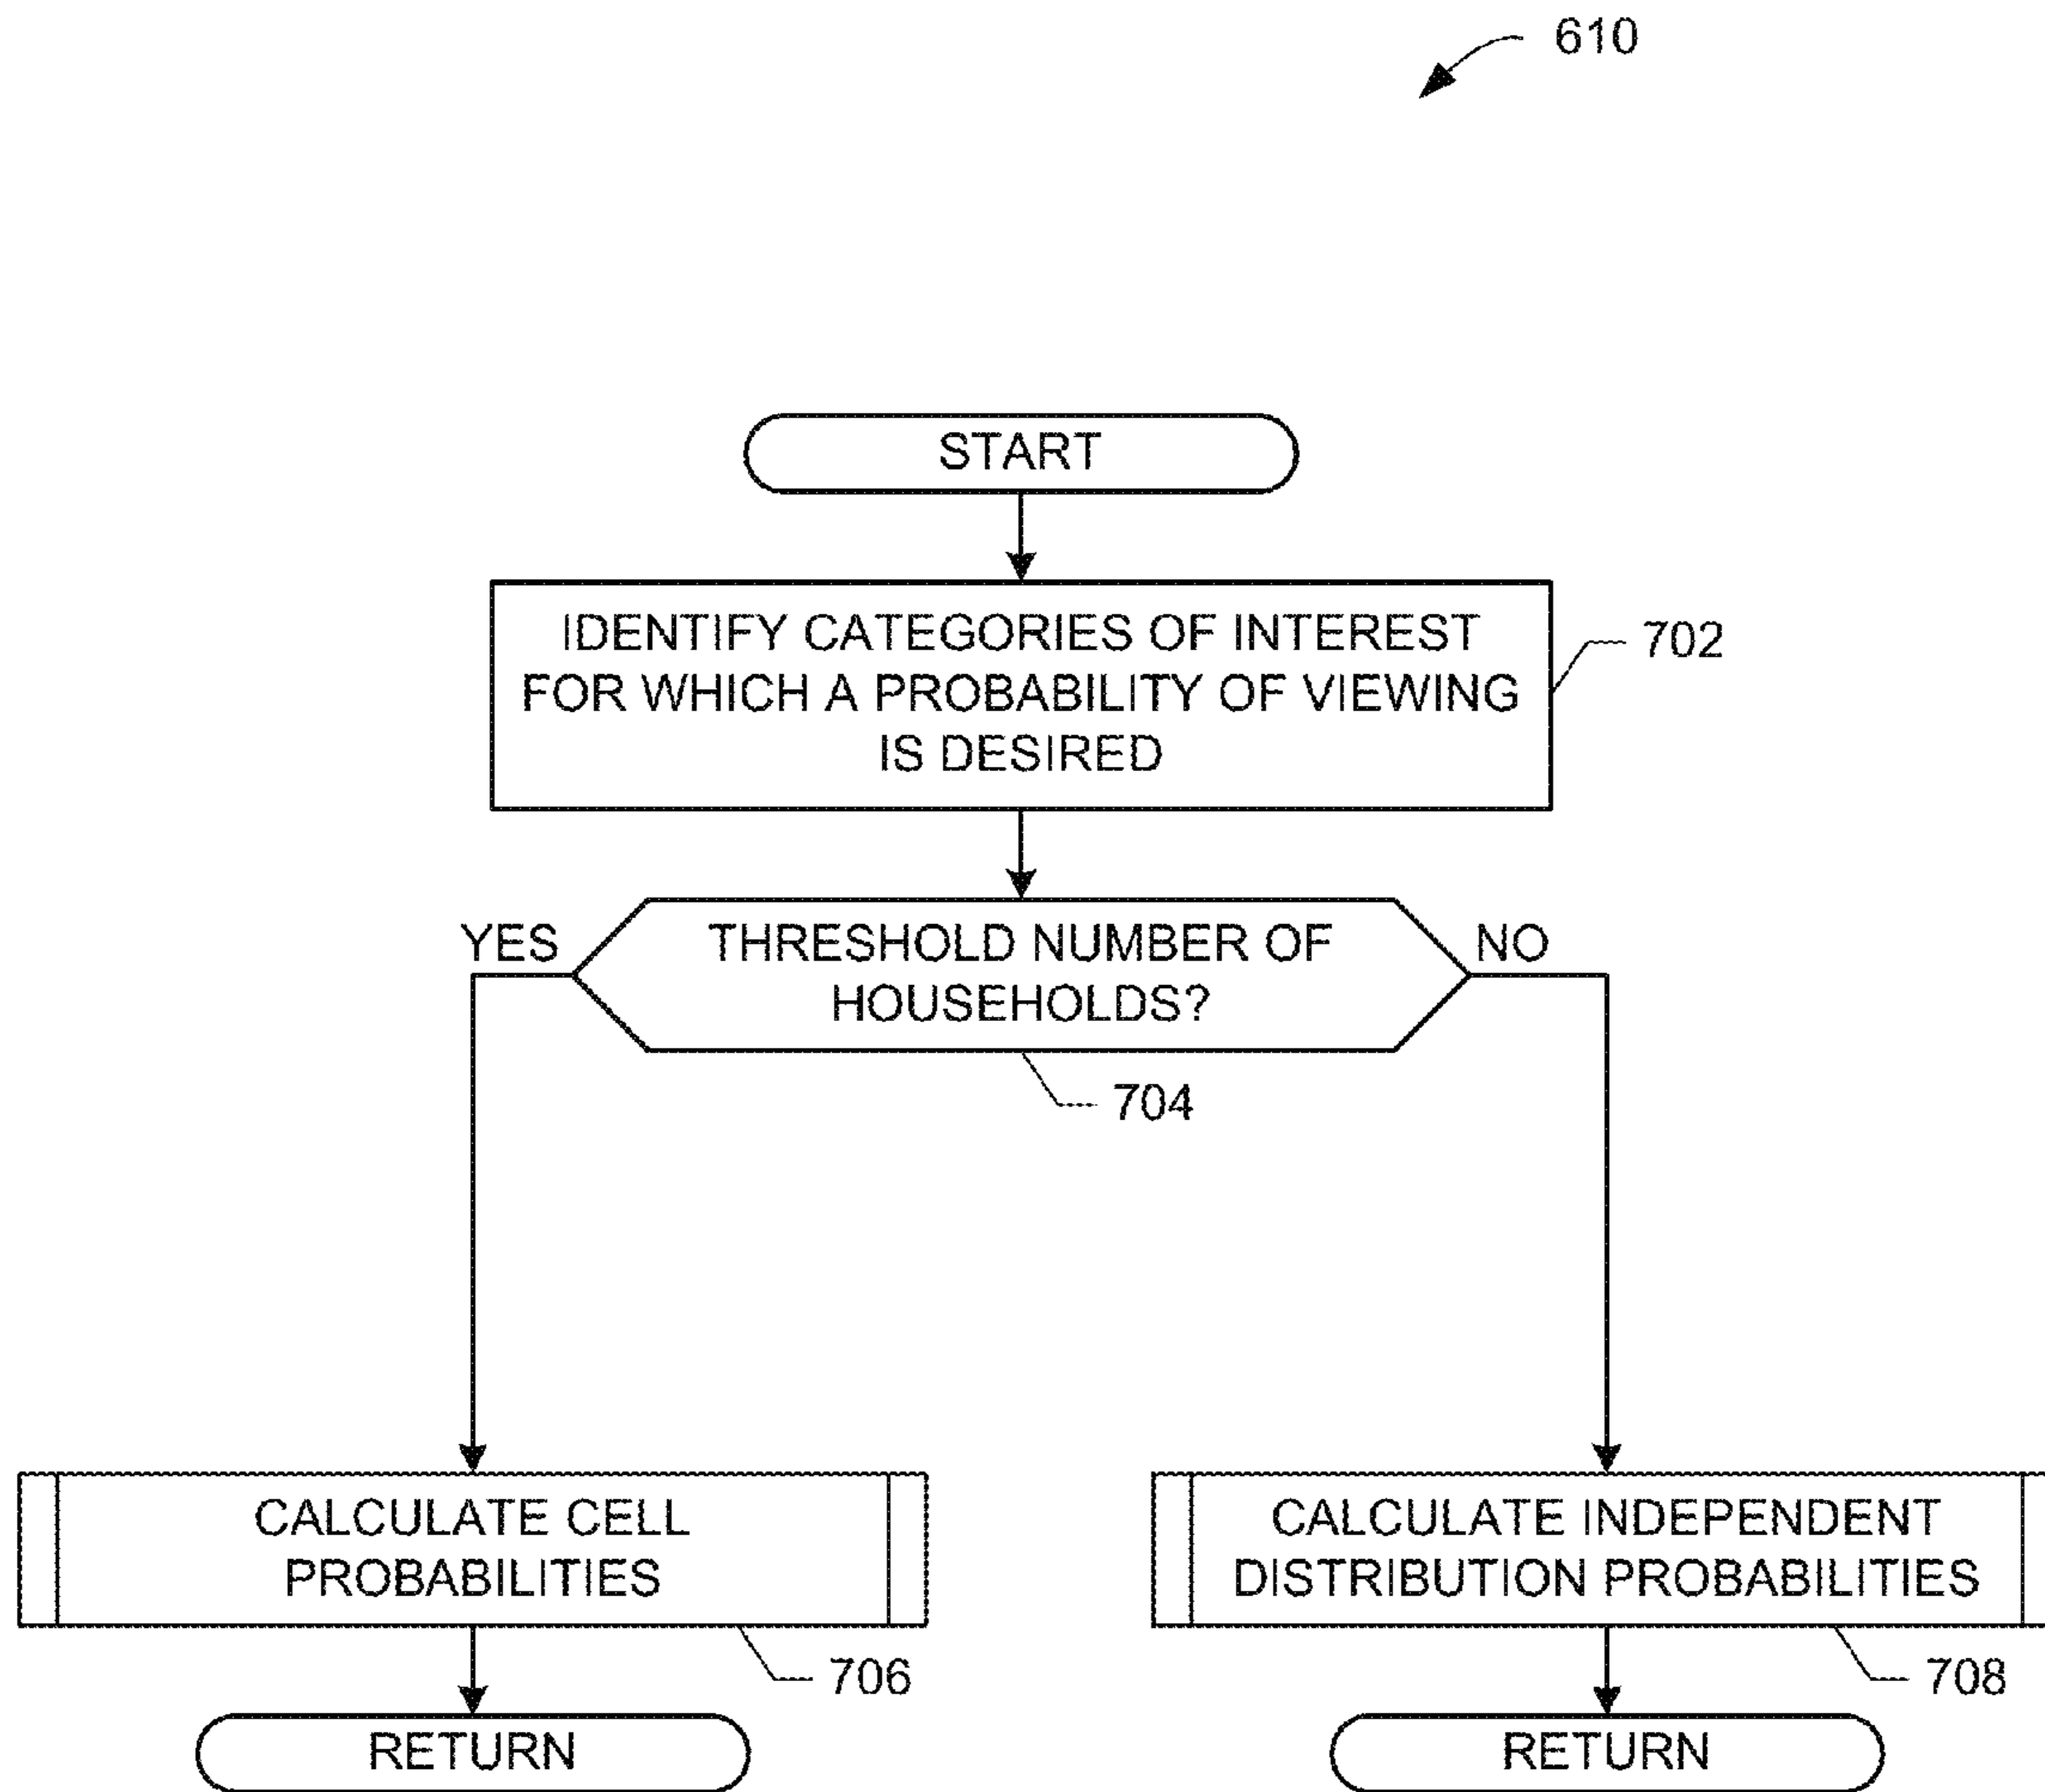 610
START
IDENTIFY CATEGORIES OF INTEREST
FOR WHICH A PROBABILITY OF VIEWING
IS DESIRED
702
YES
THRESHOLD NUMBER OF
HOUSEHOLDS?
NO
704
CALCULATE CELL
PROBABILITIES
706
RETURN
CALCULATE INDEPENDENT
DISTRIBUTION PROBABILITIES
708
RETURN